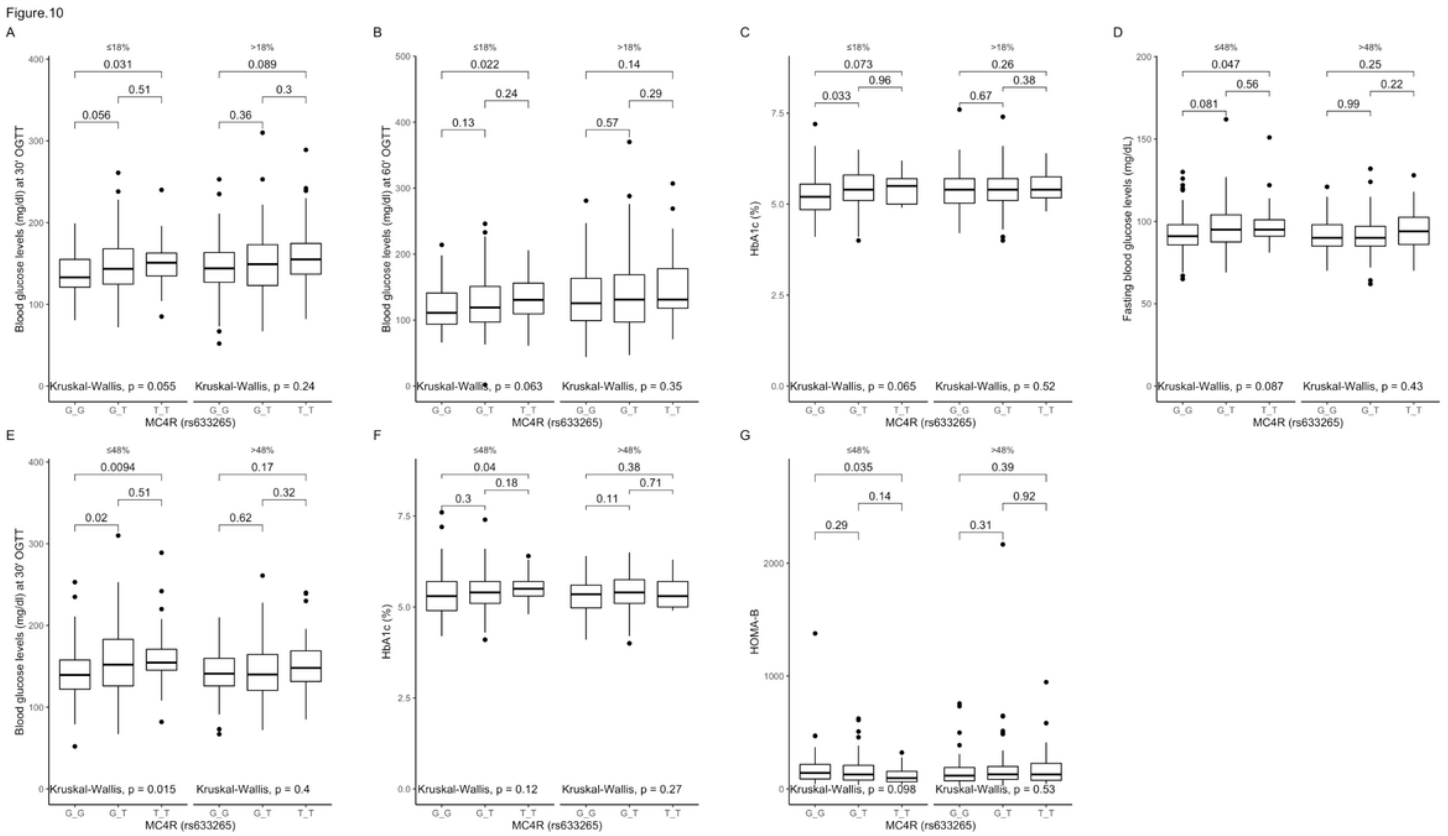 Figure.10
A
≤18%
>18%
400
300
200
100
0
Blood glucose levels (mg/dl) at 30' OGTT
0.031
0.51
0.056
0.089
0.3
0.36
Kruskal-Wallis, p = 0.055
Kruskal-Wallis, p = 0.24
G_G
G_T
T_T
G_G
G_T
T_T
MC4R (rs633265)
B
≤18%
>18%
500
400
300
200
100
0
Blood glucose levels (mg/dl) at 60' OGTT
0.022
0.24
0.13
0.14
0.29
0.57
Kruskal-Wallis, p = 0.063
Kruskal-Wallis, p = 0.35
G_G
G_T
T_T
G_G
G_T
T_T
MC4R (rs633265)
C
≤18%
>18%
7.5
5.0
2.5
0.0
HbA1c (%)
0.073
0.96
0.033
0.26
0.38
0.67
Kruskal-Wallis, p = 0.065
Kruskal-Wallis, p = 0.52
G_G
G_T
T_T
G_G
G_T
T_T
MC4R (rs633265)
D
≤48%
>48%
200
150
100
50
0
Fasting blood glucose levels (mg/dL)
0.047
0.56
0.081
0.25
0.22
0.99
Kruskal-Wallis, p = 0.087
Kruskal-Wallis, p = 0.43
G_G
G_T
T_T
G_G
G_T
T_T
MC4R (rs633265)
E
≤48%
>48%
400
300
200
100
0
Blood glucose levels (mg/dl) at 30' OGTT
0.0094
0.51
0.02
0.17
0.32
0.62
Kruskal-Wallis, p = 0.015
Kruskal-Wallis, p = 0.4
G_G
G_T
T_T
G_G
G_T
T_T
MC4R (rs633265)
F
≤48%
>48%
7.5
5.0
2.5
0.0
HbA1c (%)
0.04
0.18
0.3
0.38
0.71
0.11
Kruskal-Wallis, p = 0.12
Kruskal-Wallis, p = 0.27
G_G
G_T
T_T
G_G
G_T
T_T
MC4R (rs633265)
G
≤48%
>48%
2000
1000
0
HOMA-B
0.035
0.14
0.29
0.39
0.92
0.31
Kruskal-Wallis, p = 0.098
Kruskal-Wallis, p = 0.53
G_G
G_T
T_T
G_G
G_T
T_T
MC4R (rs633265)